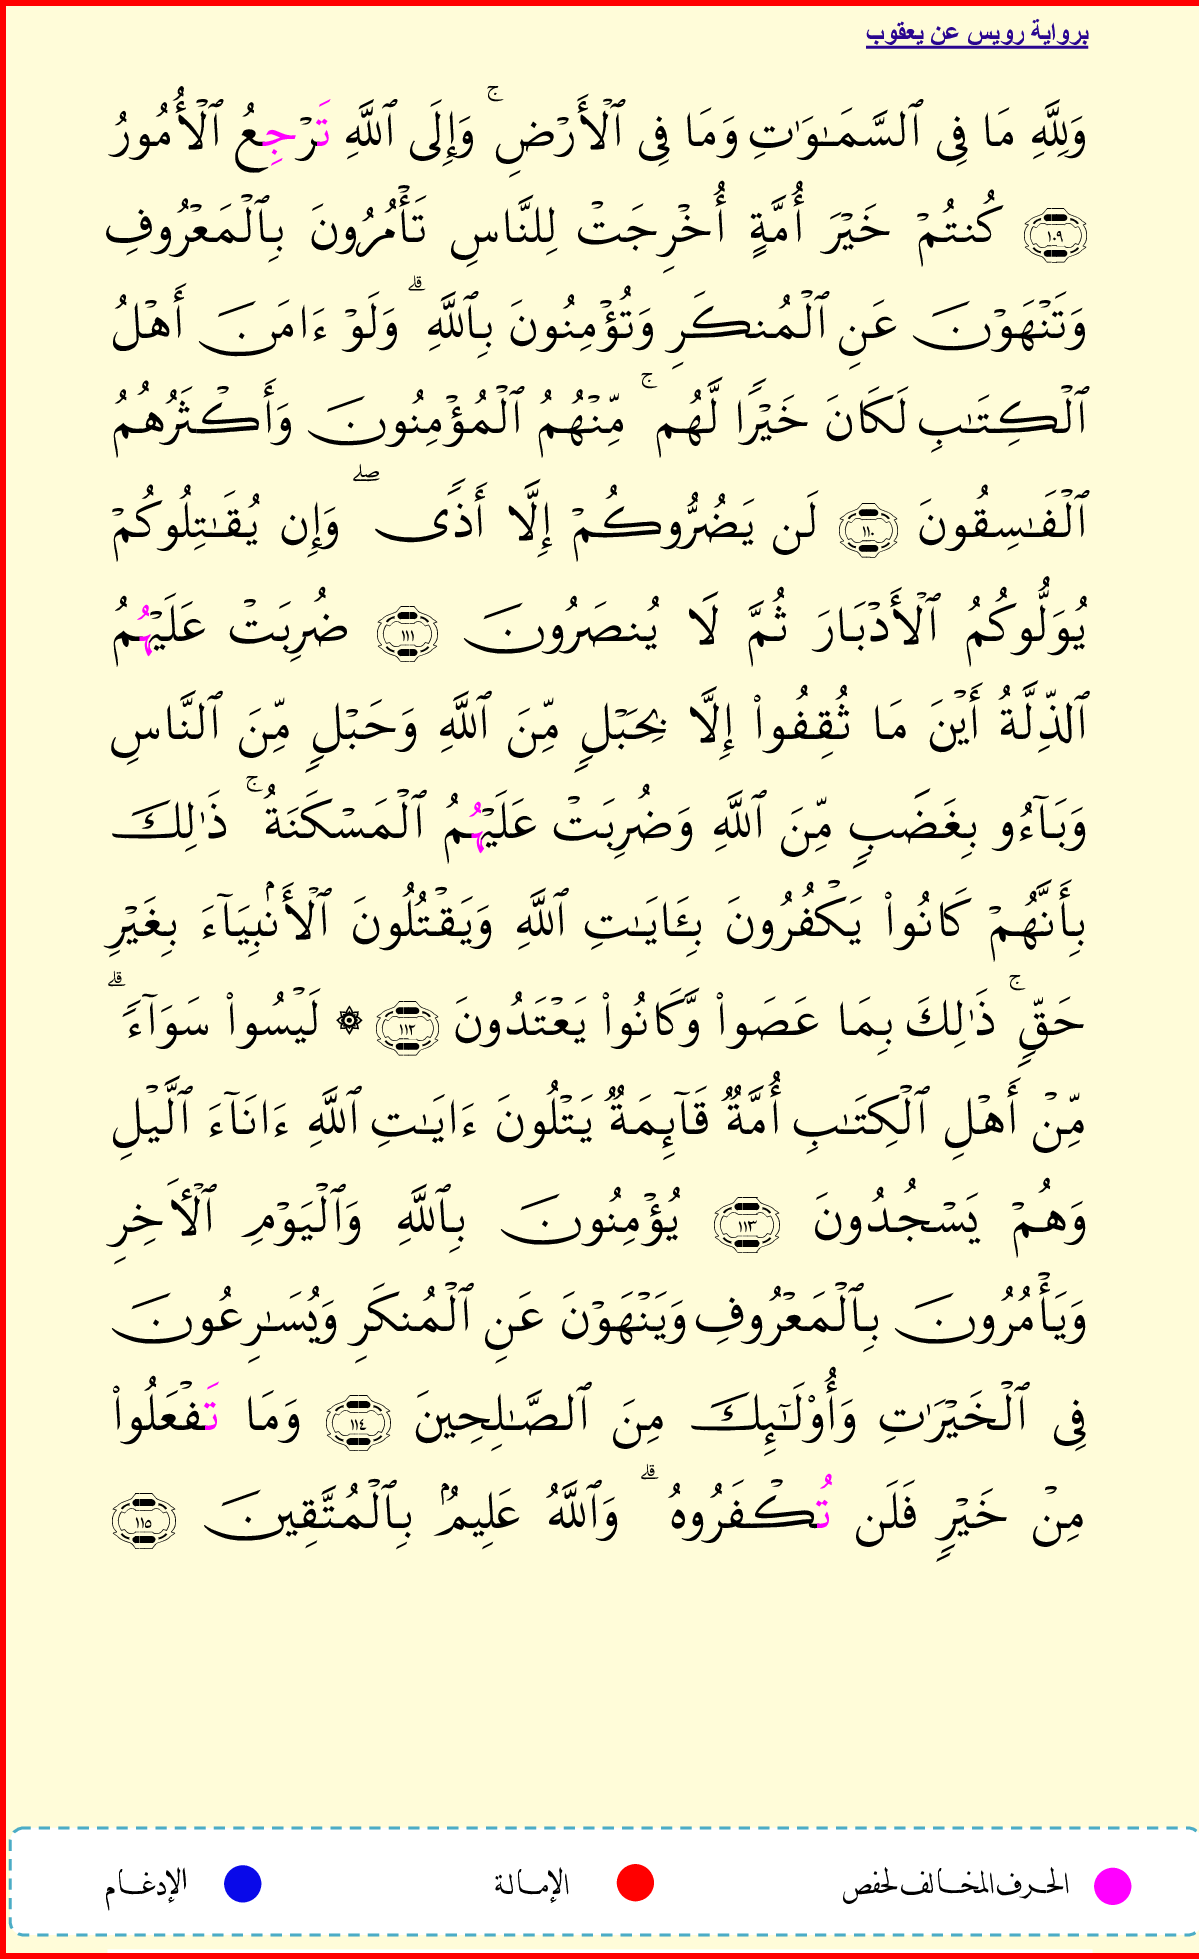 برواية رويس عن يعقوب
وَلِلَّهِ مَا فِى ٱلسَّمَـٰوَٰتِ وَمَا فِى ٱلْأَرْضِ ۚ وَإِلَى ٱللَّهِ تَرْجِعُ ٱلْأُمُورُ
١٠٩ كُنتُمْ خَيْرَ أُمَّةٍ أُخْرِجَتْ لِلنَّاسِ تَأْمُرُونَ بِٱلْمَعْرُوفِ
وَتَنْهَوْنَ عَنِ ٱلْمُنكَرِ وَتُؤْمِنُونَ بِٱللَّهِ ۗ وَلَوْ ءَامَنَ أَهْلُ
ٱلْكِتَـٰبِ لَكَانَ خَيْرًا لَّهُم ۚ مِّنْهُمُ ٱلْمُؤْمِنُونَ وَأَكْثَرُهُمُ
ٱلْفَـٰسِقُونَ ١١٠ لَن يَضُرُّوكُمْ إِلَّا أَذًى ۖ وَإِن يُقَـٰتِلُوكُمْ
يُوَلُّوكُمُ ٱلْأَدْبَارَ ثُمَّ لَا يُنصَرُونَ ١١١ ضُرِبَتْ عَلَيْهُمُ
ٱلذِّلَّةُ أَيْنَ مَا ثُقِفُوا۟ إِلَّا بِحَبْلٍ مِّنَ ٱللَّهِ وَحَبْلٍ مِّنَ ٱلنَّاسِ
وَبَآءُو بِغَضَبٍ مِّنَ ٱللَّهِ وَضُرِبَتْ عَلَيْهُمُ ٱلْمَسْكَنَةُ ۚ ذَٰلِكَ
بِأَنَّهُمْ كَانُوا۟ يَكْفُرُونَ بِـَٔايَـٰتِ ٱللَّهِ وَيَقْتُلُونَ ٱلْأَنۢبِيَآءَ بِغَيْرِ
حَقٍّ ۚ ذَٰلِكَ بِمَا عَصَوا۟ وَّكَانُوا۟ يَعْتَدُونَ ١١٢ ۞ لَيْسُوا۟ سَوَآءً ۗ
مِّنْ أَهْلِ ٱلْكِتَـٰبِ أُمَّةٌ قَآئِمَةٌ يَتْلُونَ ءَايَـٰتِ ٱللَّهِ ءَانَآءَ ٱلَّيْلِ
وَهُمْ يَسْجُدُونَ ١١٣ يُؤْمِنُونَ بِٱللَّهِ وَٱلْيَوْمِ ٱلْـَٔاخِرِ
وَيَأْمُرُونَ بِٱلْمَعْرُوفِ وَيَنْهَوْنَ عَنِ ٱلْمُنكَرِ وَيُسَـٰرِعُونَ
فِى ٱلْخَيْرَٰتِ وَأُو۟لَـٰٓئِكَ مِنَ ٱلصَّـٰلِحِينَ ١١٤ وَمَا تَفْعَلُوا۟
مِنْ خَيْرٍ فَلَن تُكْفَرُوهُ ۗ وَٱللَّهُ عَلِيمٌۢ بِٱلْمُتَّقِينَ ١١٥
الحرف المخالف لحفص الإمالة الإدغام